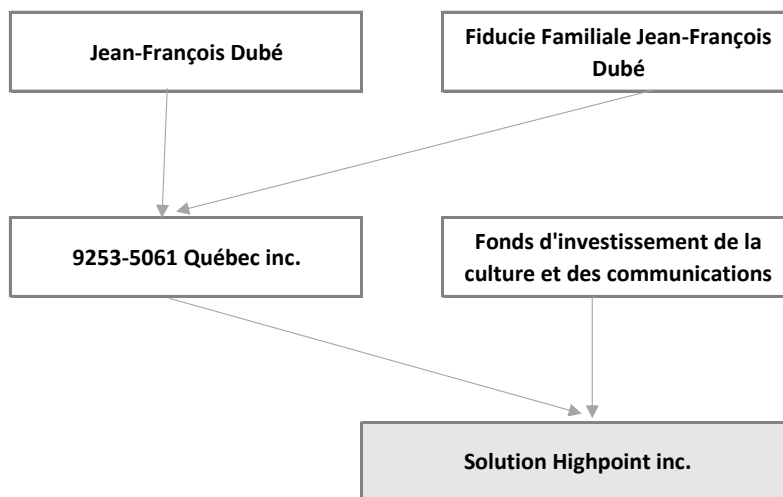 Jean-François Dubé
Fiducie Familiale Jean-François
Dubé
9253-5061 Québec inc.
Fonds d'investissement de la
culture et des communications
Solution Highpoint inc.